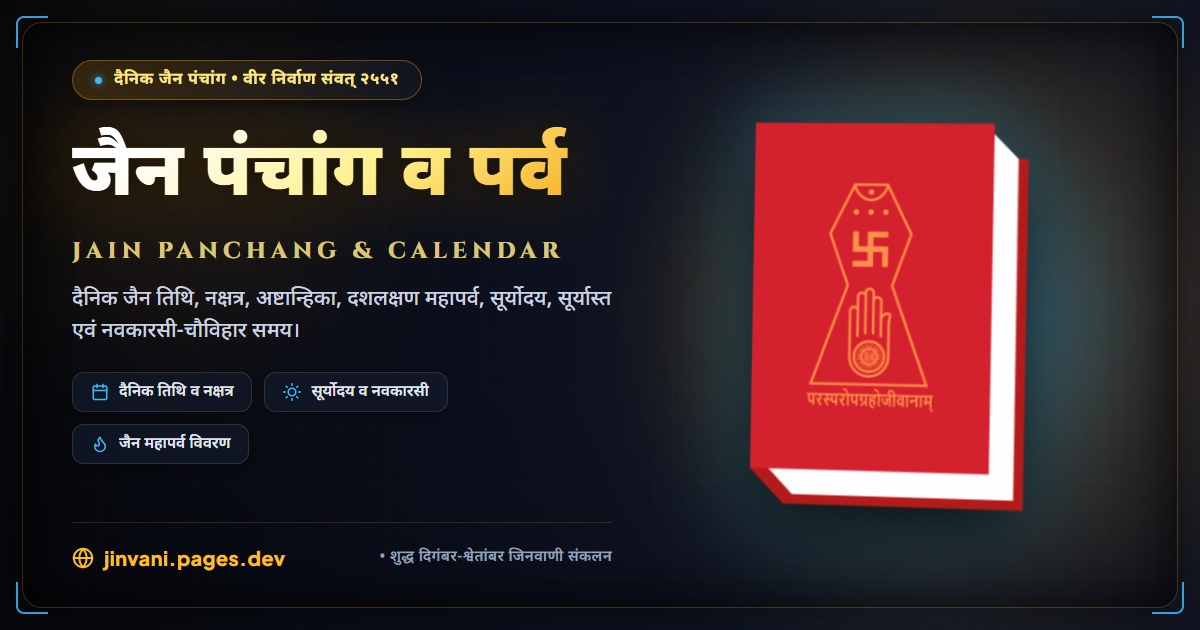 दैनिक जैन पंचांग • वीर निर्वाण संवत् २५५१
जैन पंचांग व पर्व
JAIN PANCHANG & CALENDAR
दैनिक जैन तिथि, नक्षत्र, अष्टान्हिका, दशलक्षण महापर्व, सूर्योदय, सूर्यास्त
एवं नवकारसी-चौविहार समय।
दैनिक तिथि व नक्षत्र
सूर्योदय व नवकारसी
जैन महापर्व विवरण
jinvani.pages.dev
• शुद्ध दिगंबर-श्वेतांबर जिनवाणी संकलन
परस्परोपग्रहोजीवानाम्